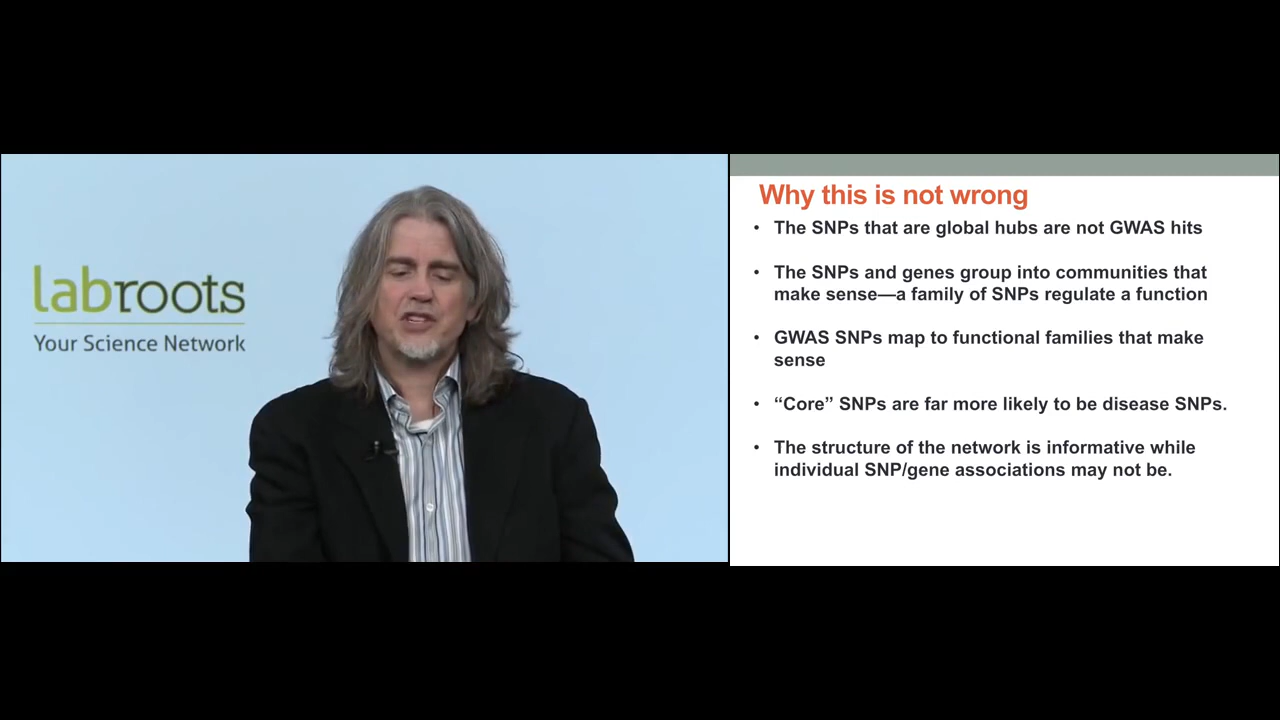 labroots
Your Science Network
Why this is not wrong
• The SNPs that are global hubs are not GWAS hits
• The SNPs and genes group into communities that
make sense—a family of SNPs regulate a function
• GWAS SNPs map to functional families that make
sense
• “Core” SNPs are far more likely to be disease SNPs.
• The structure of the network is informative while
individual SNP/gene associations may not be.